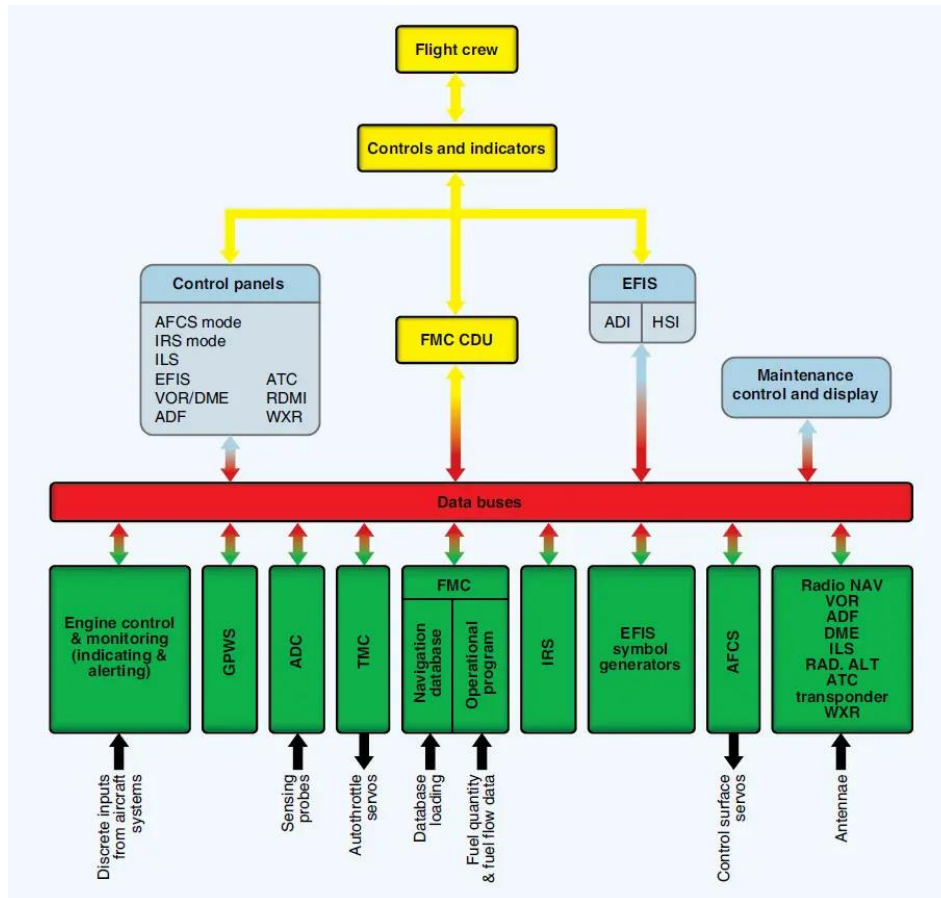 Flight crew
Controls and indicators
Control panels
AFCS mode
IRS mode
ILS
EFIS ATC
VOR/DME RDMI
ADF WXR
FMC CDU
EFIS
ADI HSI
Maintenance
control and display
Data buses
Engine control
& monitoring
(indicating &
alerting)
GPWS
ADC
TMC
FMC
Navigation
database
Operational
program
IRS
EFIS
symbol
generators
AFCS
Radio NAV
VOR
ADF
DME
ILS
RAD. ALT
ATC
transponder
WXR
Discrete inputs
from aircraft
systems
Sensing
probes
Autothrottle
servos
Database
loading
Fuel quantity
& fuel flow data
Control surface
servos
Antennae